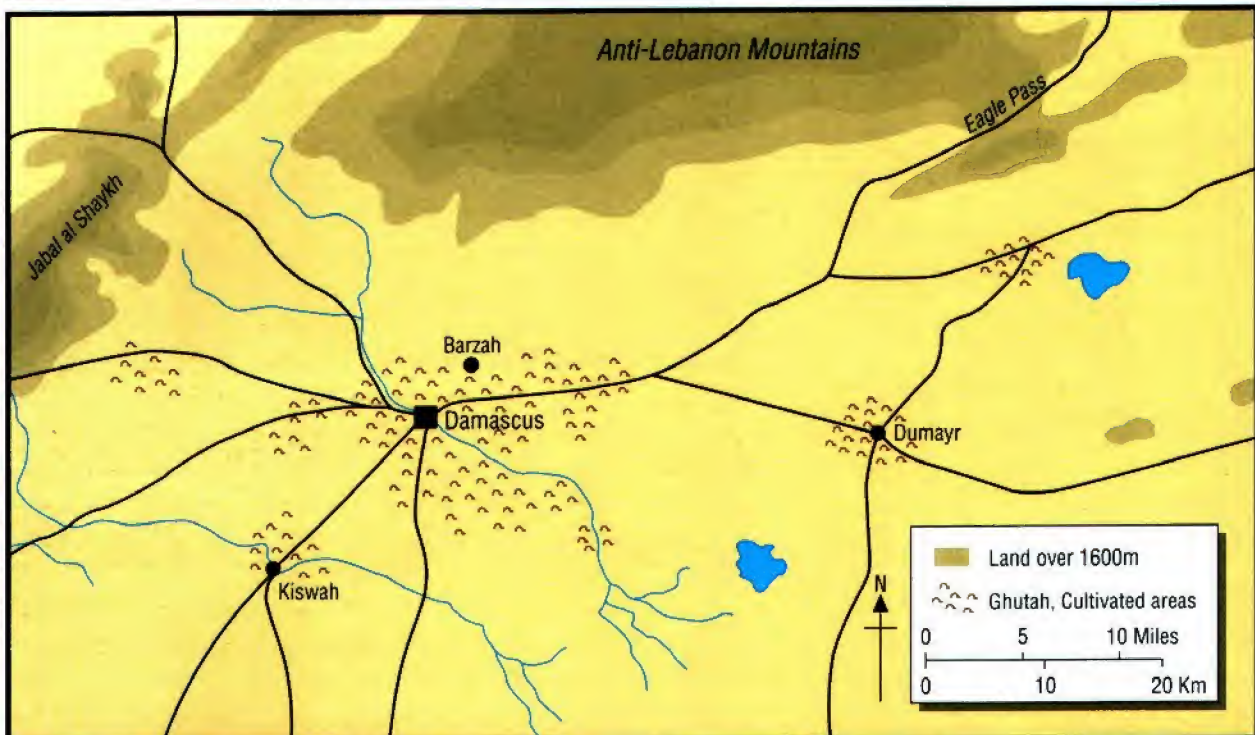 Anti-Lebanon Mountains
Eagle Pass
Jabal al Shaykh
Barzah
Damascus
Dumayr
Kiswah
N
Land over 1600m
Ghutah, Cultivated areas
0 5 10 Miles
0 10 20 Km